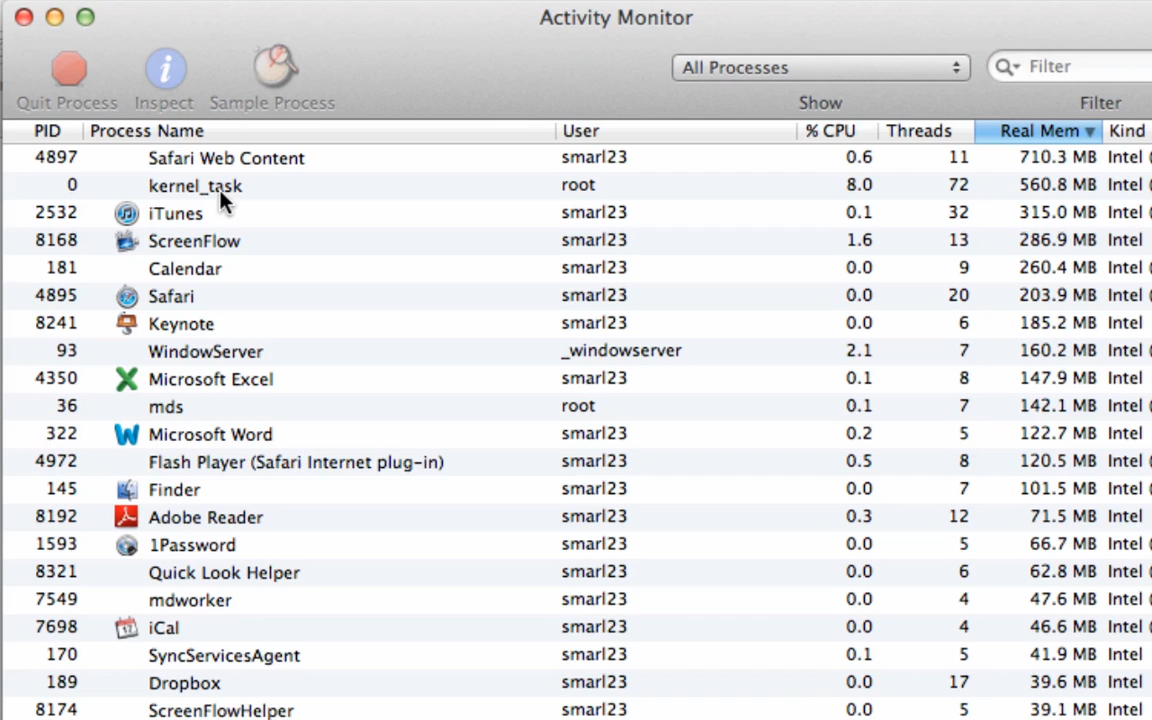 Activity Monitor
Quit Process Inspect Sample Process All Processes Show Filter Filter
PID Process Name User % CPU Threads Real Mem Kind
4897 Safari Web Content smarl23 0.6 11 710.3 MB Intel (
0 kernel_task root 8.0 72 560.8 MB Intel
2532 iTunes smarl23 0.1 32 315.0 MB Intel
8168 ScreenFlow smarl23 1.6 13 286.9 MB Intel
181 Calendar smarl23 0.0 9 260.4 MB Intel (
4895 Safari smarl23 0.0 20 203.9 MB Intel (
8241 Keynote smarl23 0.0 6 185.2 MB Intel
93 WindowServer _windowserver 2.1 7 160.2 MB Intel (
4350 Microsoft Excel smarl23 0.1 8 147.9 MB Intel
36 mds root 0.1 7 142.1 MB Intel (
322 Microsoft Word smarl23 0.2 5 122.7 MB Intel
4972 Flash Player (Safari Internet plug-in) smarl23 0.5 8 120.5 MB Intel (
145 Finder smarl23 0.0 7 101.5 MB Intel (
8192 Adobe Reader smarl23 0.3 12 71.5 MB Intel
1593 1Password smarl23 0.0 5 66.7 MB Intel (
8321 Quick Look Helper smarl23 0.0 6 62.8 MB Intel (
7549 mdworker smarl23 0.0 4 47.6 MB Intel (
7698 iCal smarl23 0.0 4 46.6 MB Intel (
170 SyncServicesAgent smarl23 0.1 5 41.9 MB Intel (
189 Dropbox smarl23 0.0 17 39.6 MB Intel
8174 ScreenFlowHelper smarl23 0.0 5 39.1 MB Intel (